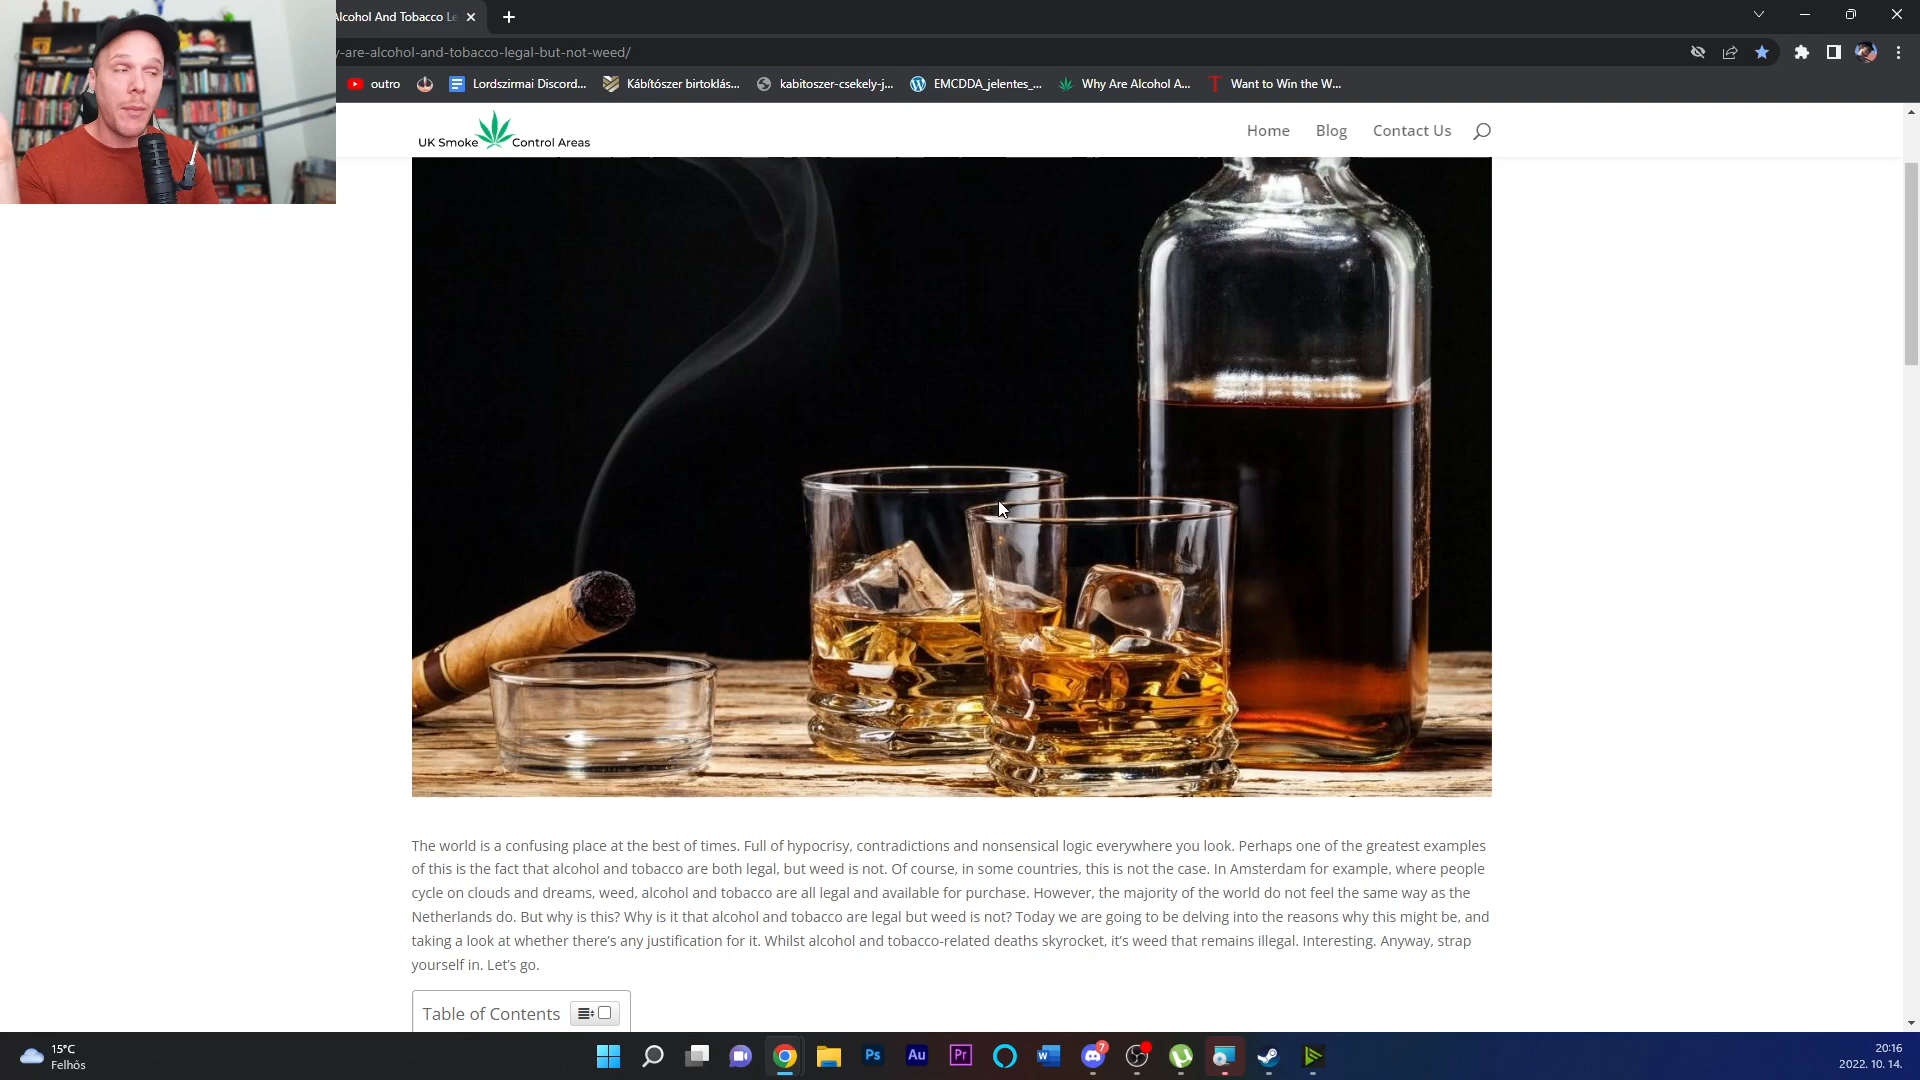 Alcohol And Tobacco Le
y-are-alcohol-and-tobacco-legal-but-not-weed/
outro
Lordszirmai Discord...
Kábítószer birtoklás...
kabitoszer-csekely-j...
EMCDDA_jelentes_...
Why Are Alcohol A...
Want to Win the W...
UK Smoke Control Areas
Home
Blog
Contact Us
The world is a confusing place at the best of times. Full of hypocrisy, contradictions and nonsensical logic everywhere you look. Perhaps one of the greatest examples
of this is the fact that alcohol and tobacco are both legal, but weed is not. Of course, in some countries, this is not the case. In Amsterdam for example, where people
cycle on clouds and dreams, weed, alcohol and tobacco are all legal and available for purchase. However, the majority of the world do not feel the same way as the
Netherlands do. But why is this? Why is it that alcohol and tobacco are legal but weed is not? Today we are going to be delving into the reasons why this might be, and
taking a look at whether there's any justification for it. Whilst alcohol and tobacco-related deaths skyrocket, it's weed that remains illegal. Interesting. Anyway, strap
yourself in. Let's go.
Table of Contents
15°C
Felhős
Ps
Au
Pr
W
7
20:16
2022. 10. 14.